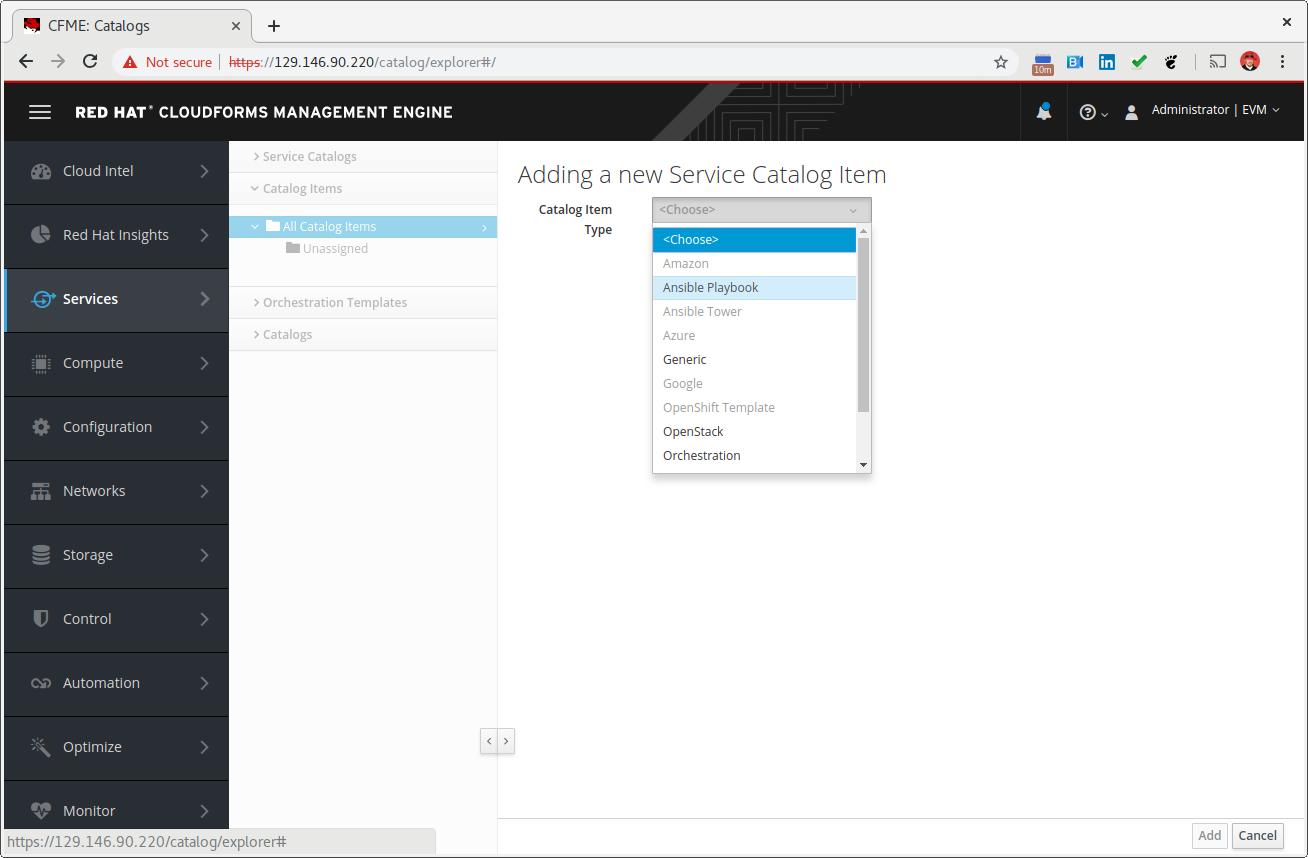 CFME: Catalogs
Not secure https://129.146.90.220/catalog/explorer#/
10m
RED HAT® CLOUDFORMS MANAGEMENT ENGINE
Administrator | EVM
Cloud Intel
Red Hat Insights
Services
Compute
Configuration
Networks
Storage
Control
Automation
Optimize
Monitor
Service Catalogs
Catalog Items
All Catalog Items
Unassigned
Orchestration Templates
Catalogs
Adding a new Service Catalog Item
Catalog Item
Type
<Choose>
<Choose>
Amazon
Ansible Playbook
Ansible Tower
Azure
Generic
Google
OpenShift Template
OpenStack
Orchestration
Add Cancel
https://129.146.90.220/catalog/explorer#